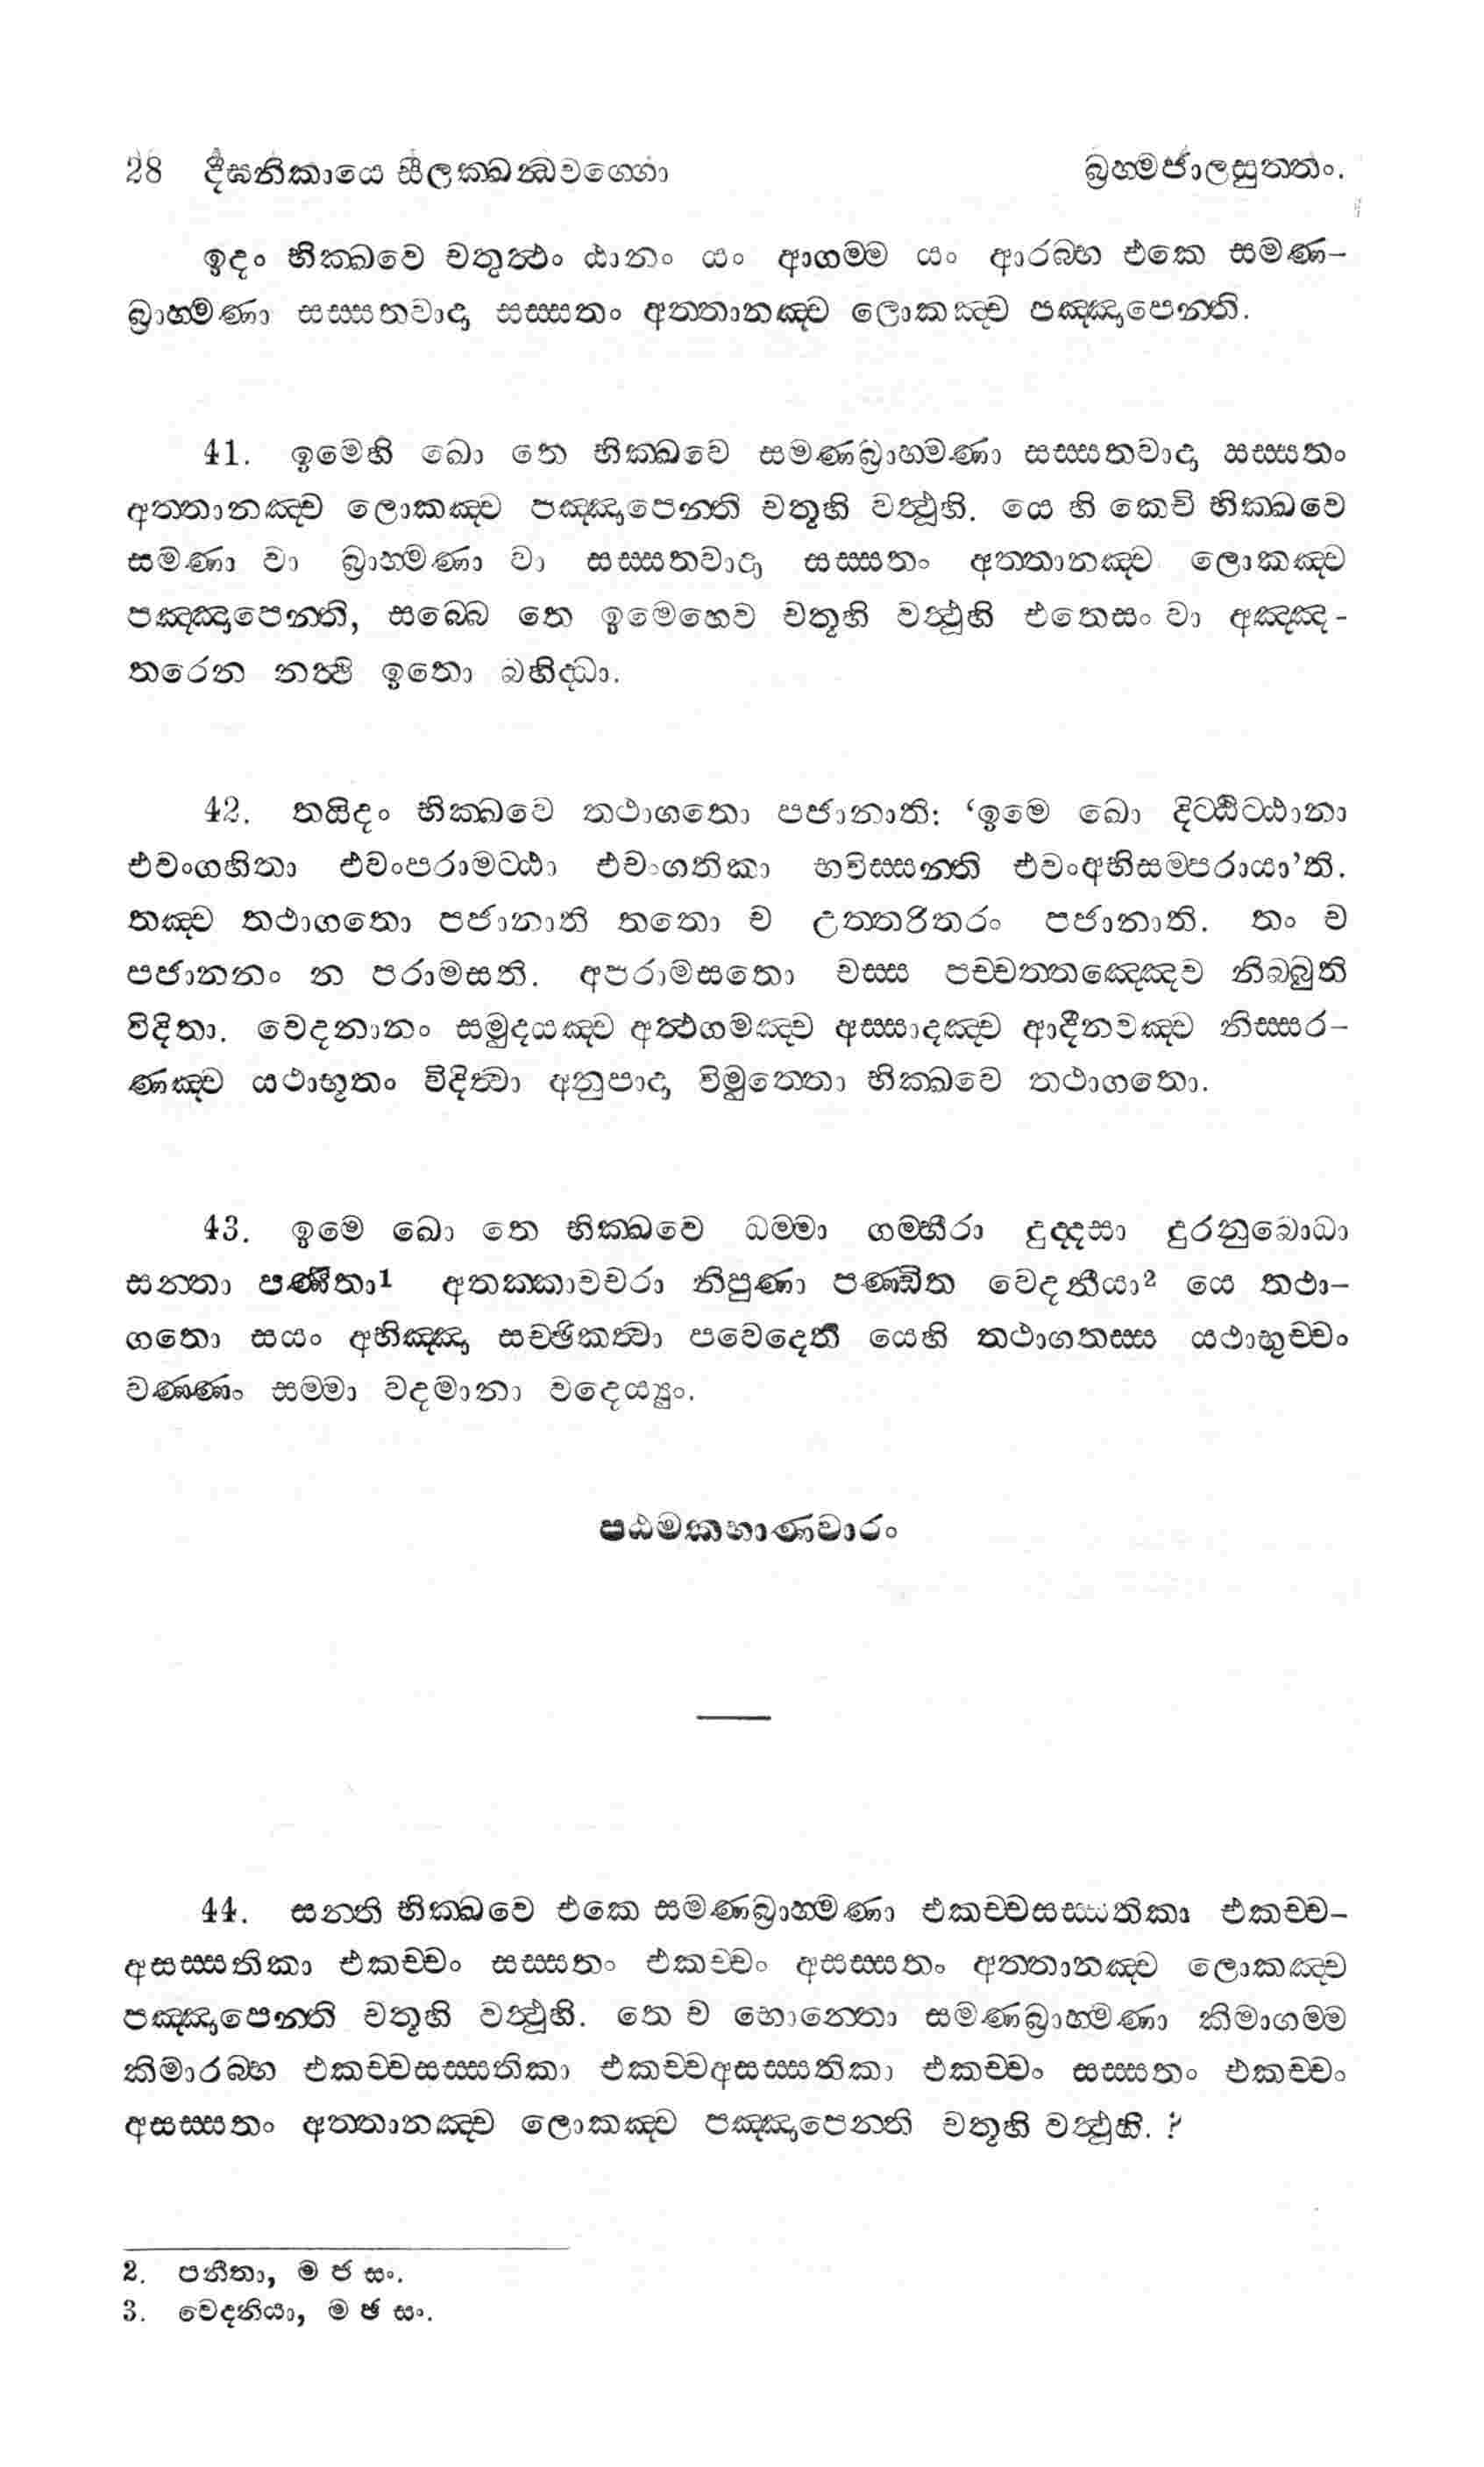 28 දීඝනිකායෙ සීලක්ඛන්ධවග්ගො බ්‍රහ්මජාලසුත්තං.
ඉදං භික්ඛවෙ චතුත්ථං ඨානං යං ආගම්ම යං ආරබ්භ එකෙ සමණ-
බ්‍රාහ්මණා සස්සතවාදා සස්සතං අත්තානඤ්ච ලොකඤ්ච පඤ්ඤාපෙන්ති.
41. ඉමෙහි ඛො තෙ භික්ඛවෙ සමණබ්‍රාහ්මණා සස්සතවාදා සස්සතං
අත්තානඤ්ච ලොකඤ්ච පඤ්ඤාපෙන්ති චතූහි වත්ථූහි. යෙ හි කෙචි භික්ඛවෙ
සමණා වා බ්‍රාහ්මණා වා සස්සතවාදා සස්සතං අත්තානඤ්ච ලොකඤ්ච
පඤ්ඤාපෙන්ති, සබ්බෙ තෙ ඉමෙහෙව චතූහි වත්ථූහි එතෙසං වා අඤ්ඤ-
තරෙන නත්ථි ඉතො බහිද්ධා.
42. තයිදං භික්ඛවෙ තථාගතො පජානාති: ‘ඉමෙ ඛො දිට්ඨිට්ඨානා
එවංගහිතා එවංපරාමට්ඨා එවංගතිකා භවිස්සන්ති එවංඅභිසම්පරායා’ති.
තඤ්ච තථාගතො පජානාති තතො ච උත්තරිතරං පජානාති. තං ච
පජානනං න පරාමසති. අපරාමසතො චස්ස පච්චත්තඤ්ඤෙව නිබ්බුති
විදිතා. වෙදනානං සමුදයඤ්ච අත්ථගමඤ්ච අස්සාදඤ්ච ආදීනවඤ්ච නිස්සර-
ණඤ්ච යථාභූතං විදිත්වා අනුපාදා විමුත්තො භික්ඛවෙ තථාගතො.
43. ඉමෙ ඛො තෙ භික්ඛවෙ ධම්මා ගම්භීරා දුද්දසා දුරනුබොධා
සන්තා පණීතා1 අතක්කාවචරා නිපුණා පණ්ඩිත වෙදනීයා2 යෙ තථා-
ගතො සයං අභිඤ්ඤා සච්ඡිකත්වා පවෙදෙති යෙහි තථාගතස්ස යථාභුච්චං
වණ්ණං සම්මා වදමානා වදෙය්‍යුං.
පඨමකභාණවාරං
44. සන්ති භික්ඛවෙ එකෙ සමණබ්‍රාහ්මණා එකච්චසස්සතිකා එකච්ච-
අසස්සතිකා එකච්චං සස්සතං එකච්චං අසස්සතං අත්තානඤ්ච ලොකඤ්ච
පඤ්ඤාපෙන්ති චතූහි වත්ථූහි. තෙ ච භොන්තො සමණබ්‍රාහ්මණා කිමාගම්ම
කිමාරබ්භ එකච්චසස්සතිකා එකච්චඅසස්සතිකා එකච්චං සස්සතං එකච්චං
අසස්සතං අත්තානඤ්ච ලොකඤ්ච පඤ්ඤාපෙන්ති චතූහි වත්ථූහි. ?
2. පනීතා, ම ජ සං.
3. වෙදනියා, ම ඡ සං.